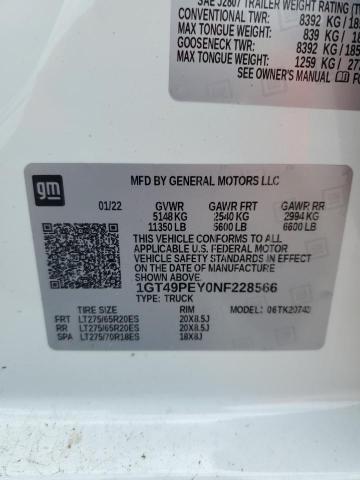 SAE J2807 TRAILER WEIGHT RATING
CONVENTIONAL TWR: 8392 KG /
MAX TONGUE WEIGHT: 839 KG /
GOOSENECK TWR: 8392 KG /
MAX TONGUE WEIGHT: 1259 KG /
SEE OWNER'S MANUAL FOR
gm
MFD BY GENERAL MOTORS LLC
01/22 GVWR GAWR FRT GAWR RR
5148 KG 2540 KG 2994 KG
11350 LB 5600 LB 6600 LB
THIS VEHICLE CONFORMS TO ALL APPLICABLE U.S. FEDERAL MOTOR
VEHICLE SAFETY STANDARDS IN EFFECT ON THE DATE OF
MANUFACTURE SHOWN ABOVE.
1GT49PEY0NF228566
TYPE: TRUCK
TIRE SIZE RIM MODEL: 06TK20743
FRT LT275/65R20ES 20X8.5J
RR LT275/65R20ES 20X8.5J
SPA LT275/70R18ES 18X8J